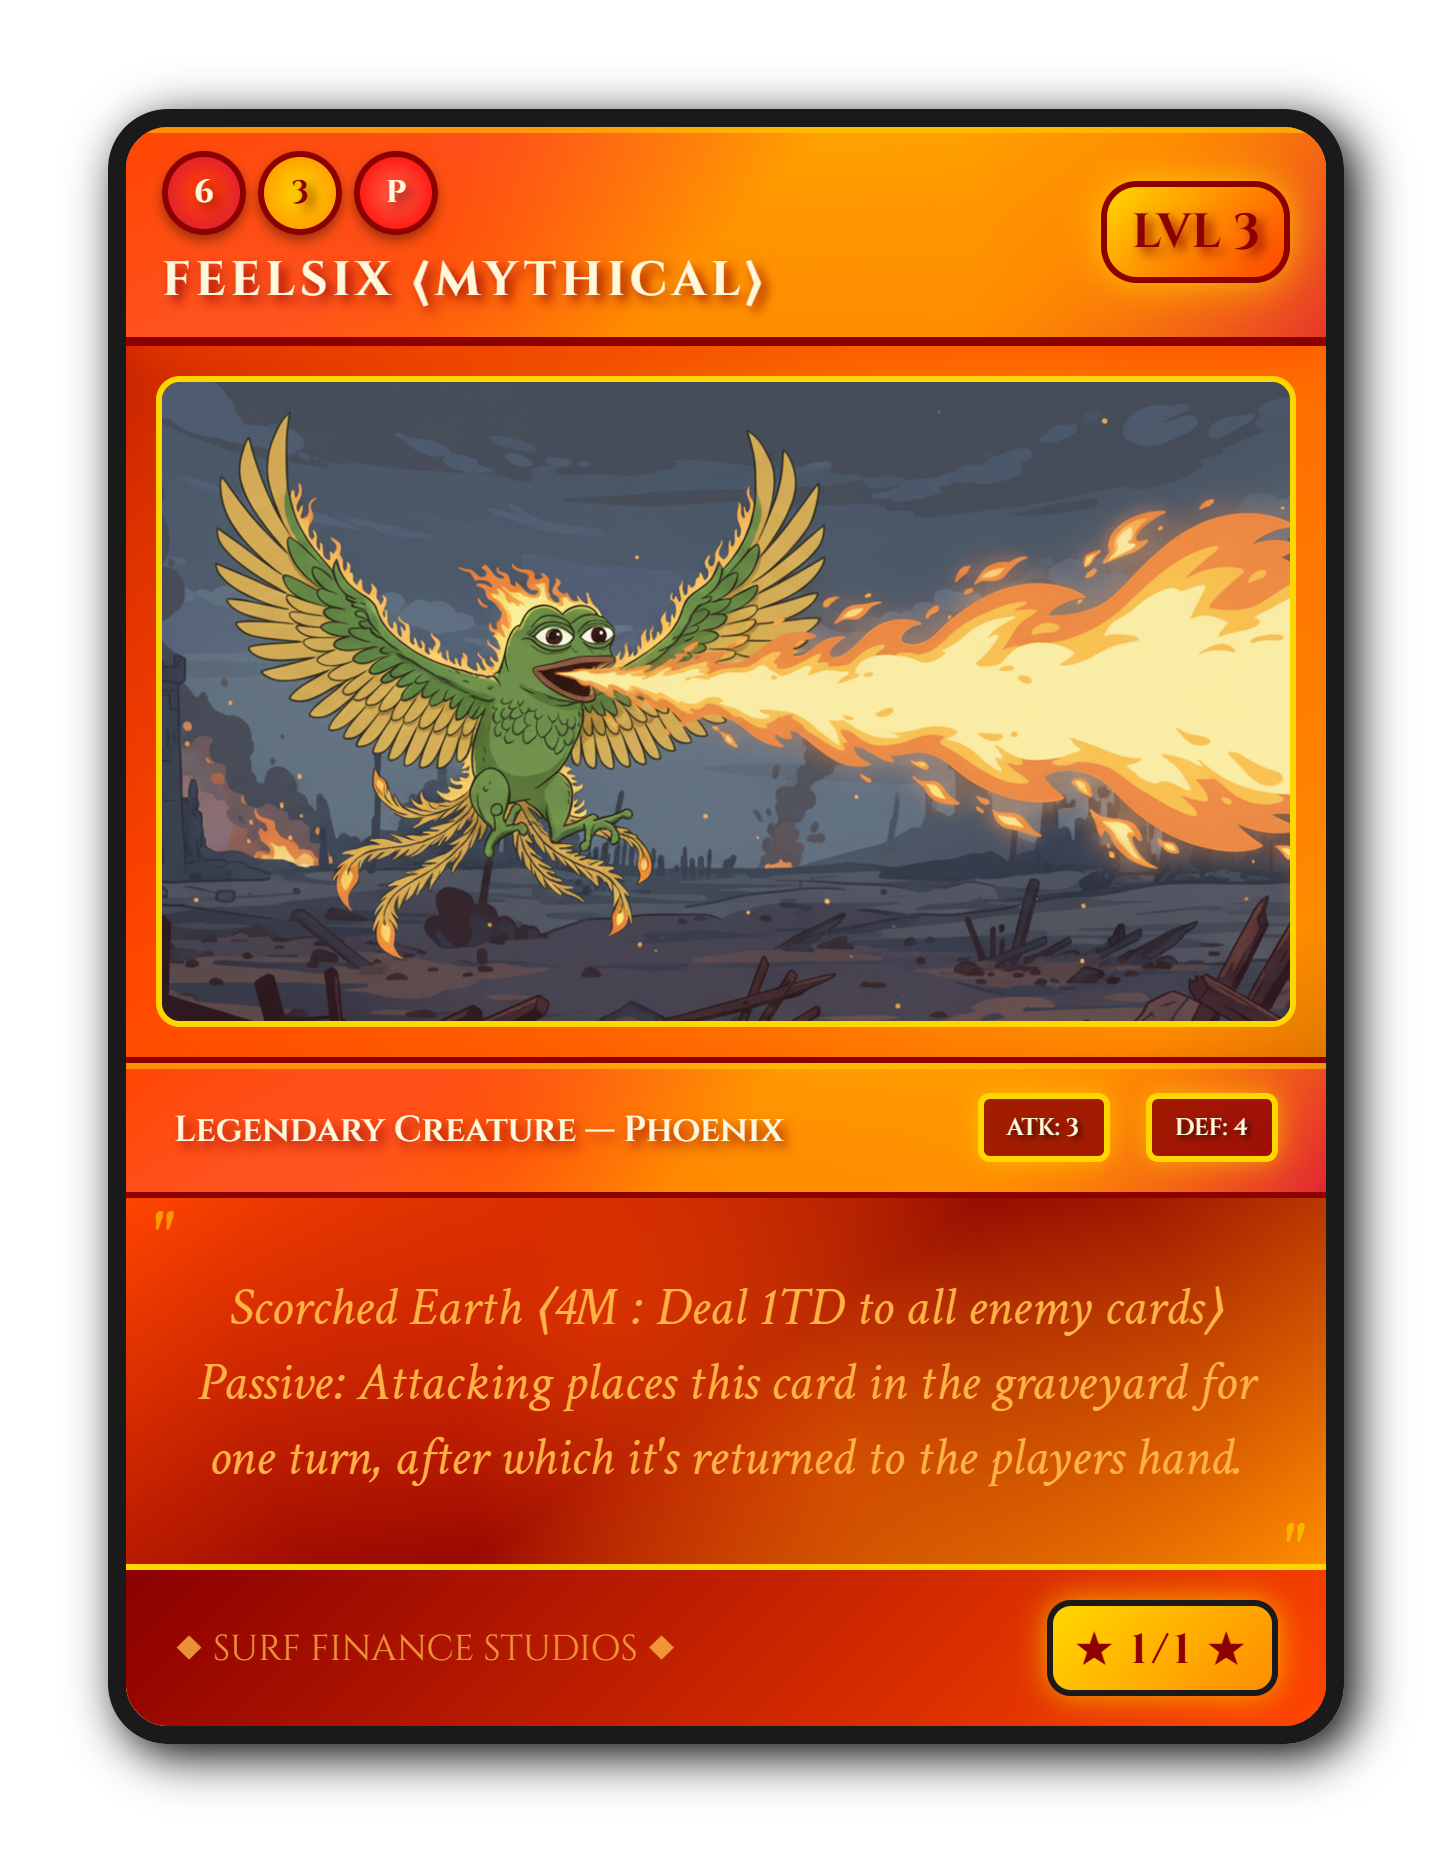 6 3 P
FEELSIX ⟨MYTHICAL⟩
LVL 3
Legendary Creature — Phoenix
ATK: 3
DEF: 4
"
Scorched Earth ⟨4M : Deal 1TD to all enemy cards⟩
Passive: Attacking places this card in the graveyard for
one turn, after which it's returned to the players hand.
"
◆ SURF FINANCE STUDIOS ◆
★ 1/1 ★